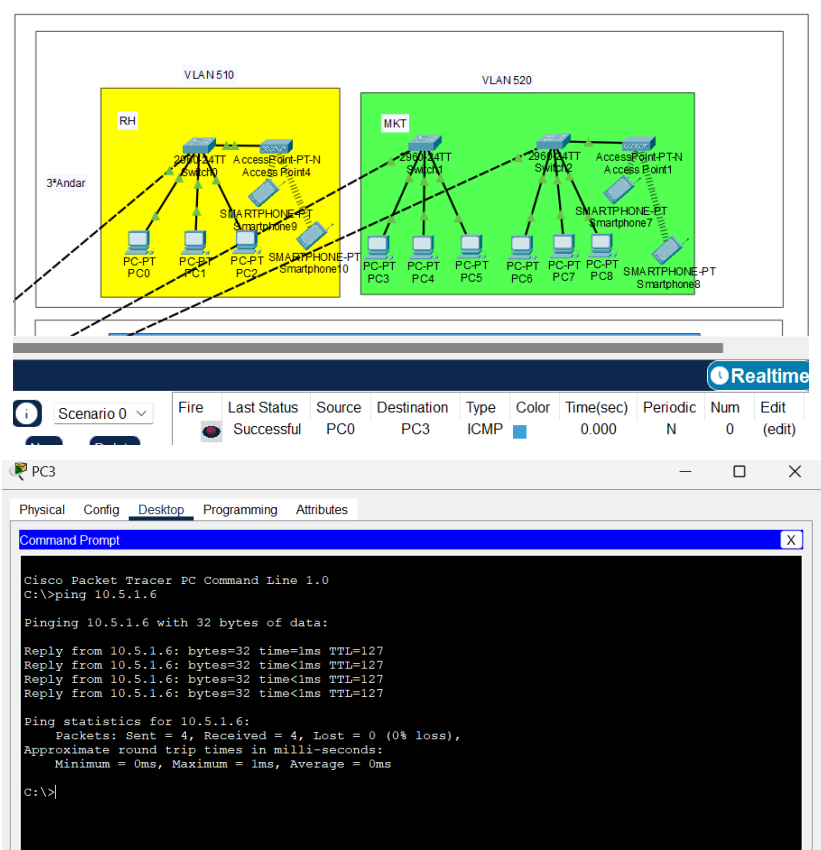 VLAN 510
VLAN 520
RH
MKT
3ªAndar
2960-24TT
Switch0
AccessPoint-PT-N
Access Point4
SMARTPHONE-PT
Smartphone9
SMARTPHONE-PT
Smartphone10
PC-PT
PC0
PC-PT
PC1
PC-PT
PC2
2960-24TT
Switch1
2960-24TT
Switch2
AccessPoint-PT-N
Access Point1
SMARTPHONE-PT
Smartphone7
SMARTPHONE-PT
Smartphone8
PC-PT
PC3
PC-PT
PC4
PC-PT
PC5
PC-PT
PC6
PC-PT
PC7
PC-PT
PC8
Realtime
Scenario 0
Fire Last Status Source Destination Type Color Time(sec) Periodic Num Edit
Successful PC0 PC3 ICMP 0.000 N 0 (edit)
PC3
Physical Config Desktop Programming Attributes
Command Prompt X
Cisco Packet Tracer PC Command Line 1.0
C:\>ping 10.5.1.6
Pinging 10.5.1.6 with 32 bytes of data:
Reply from 10.5.1.6: bytes=32 time=1ms TTL=127
Reply from 10.5.1.6: bytes=32 time<1ms TTL=127
Reply from 10.5.1.6: bytes=32 time<1ms TTL=127
Reply from 10.5.1.6: bytes=32 time<1ms TTL=127
Ping statistics for 10.5.1.6:
Packets: Sent = 4, Received = 4, Lost = 0 (0% loss),
Approximate round trip times in milli-seconds:
Minimum = 0ms, Maximum = 1ms, Average = 0ms
C:\>